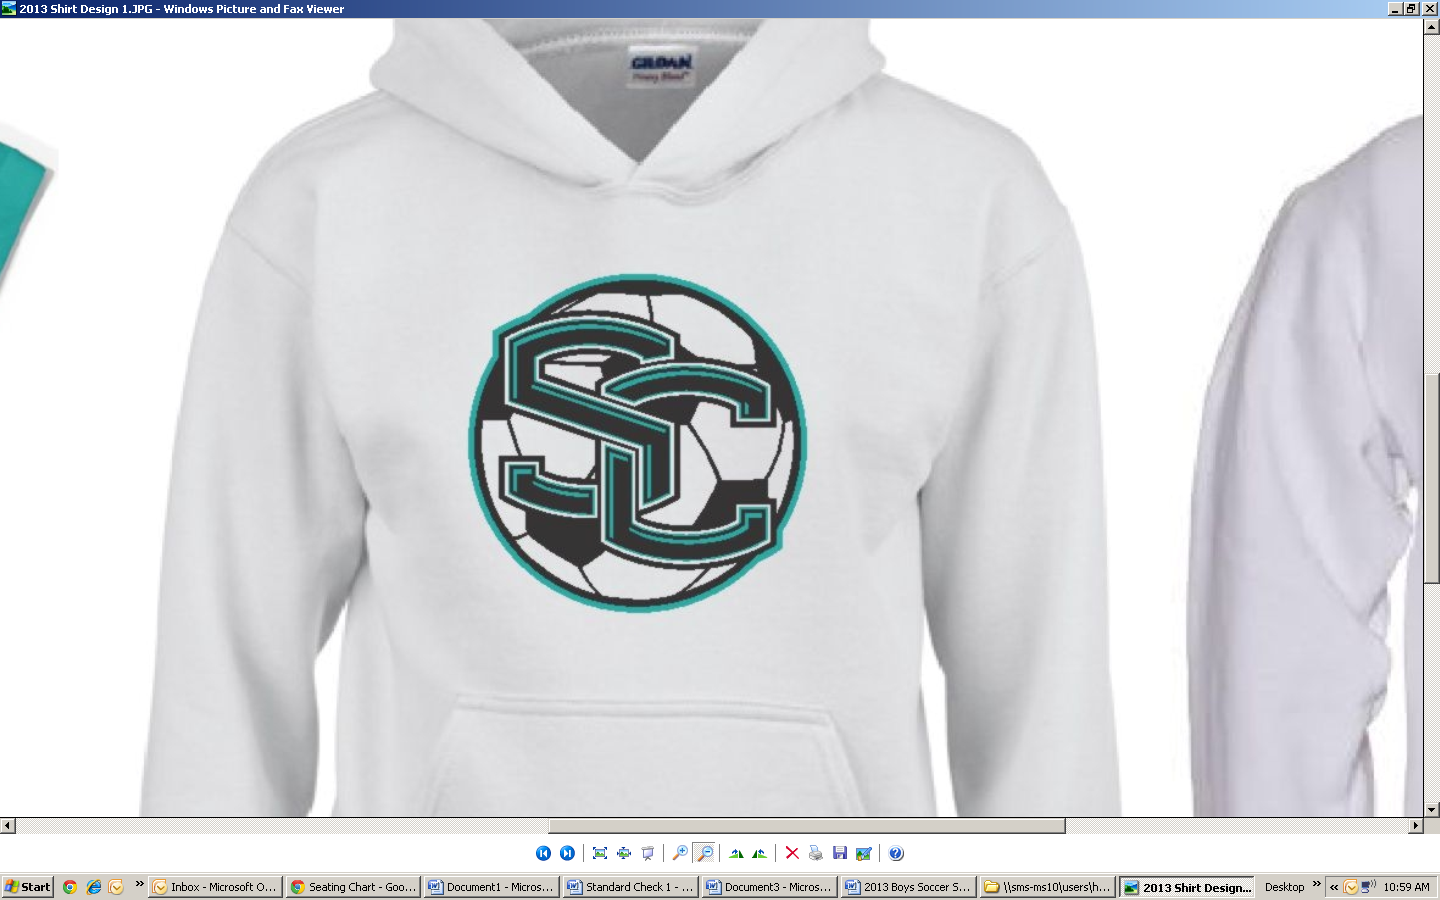 2013 Shirt Design 1.JPG - Windows Picture and Fax Viewer
GILDAN
Heavy Blend™
SC
Start
Inbox - Microsoft O...
Seating Chart - Goo...
Document1 - Micros...
Standard Check 1 - ...
Document3 - Micros...
2013 Boys Soccer S...
\\sms-ms10\users\h...
2013 Shirt Design...
Desktop
10:59 AM